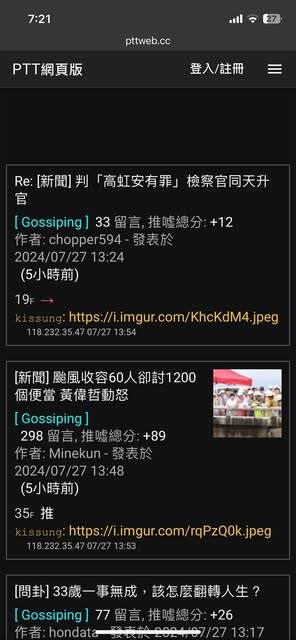 7:21
27
pttweb.cc
PTT網頁版
登入/註冊
Re: [新聞] 判「高虹安有罪」檢察官同天升
官
[ Gossiping ] 33 留言, 推噓總分: +12
作者: chopper594 - 發表於
2024/07/27 13:24
(5小時前)
19F →
kissung: https://i.imgur.com/KhcKdM4.jpeg
118.232.35.47 07/27 13:54
[新聞] 颱風收容60人卻討1200
個便當 黃偉哲動怒
[ Gossiping ]
298 留言, 推噓總分: +89
作者: Minekun - 發表於
2024/07/27 13:48
(5小時前)
35F 推
kissung: https://i.imgur.com/rqPzQ0k.jpeg
118.232.35.47 07/27 13:53
[問卦] 33歲一事無成，該怎麼翻轉人生？
[ Gossiping ] 77 留言, 推噓總分: +26
作者: hondata - 發表於 2024/07/27 13:17